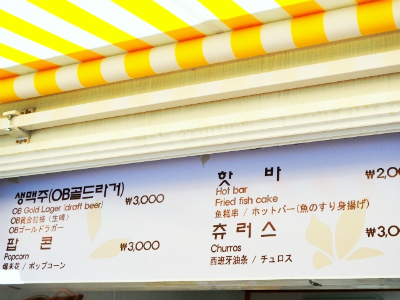 생맥주(OB골드라거) ₩3,000
OB Gold Lager (draft beer)
OB黄金拉格 (生啤)
OBゴールドラガー
팝 콘 ₩3,000
Popcorn
爆米花 / ポップコーン
핫 바
Hot bar
Fried fish cake
鱼糕串 / ホットバー(魚のすり身揚げ)
츄러스
Churros
西班牙油条 / チュロス